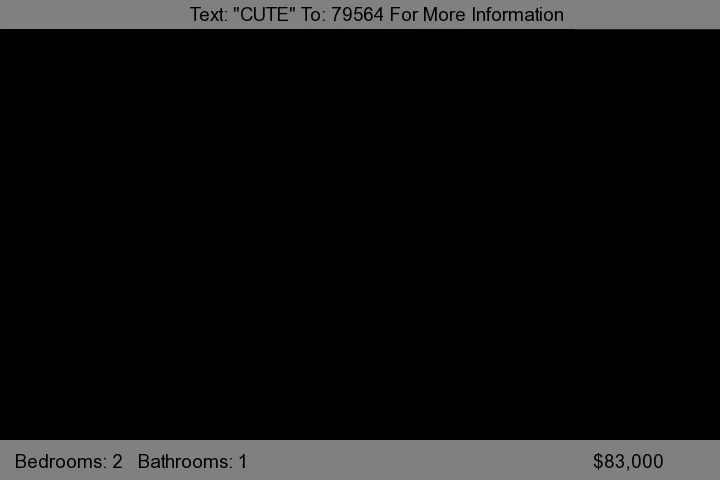 Text: "CUTE" To: 79564 For More Information
Bedrooms: 2 Bathrooms: 1 $83,000